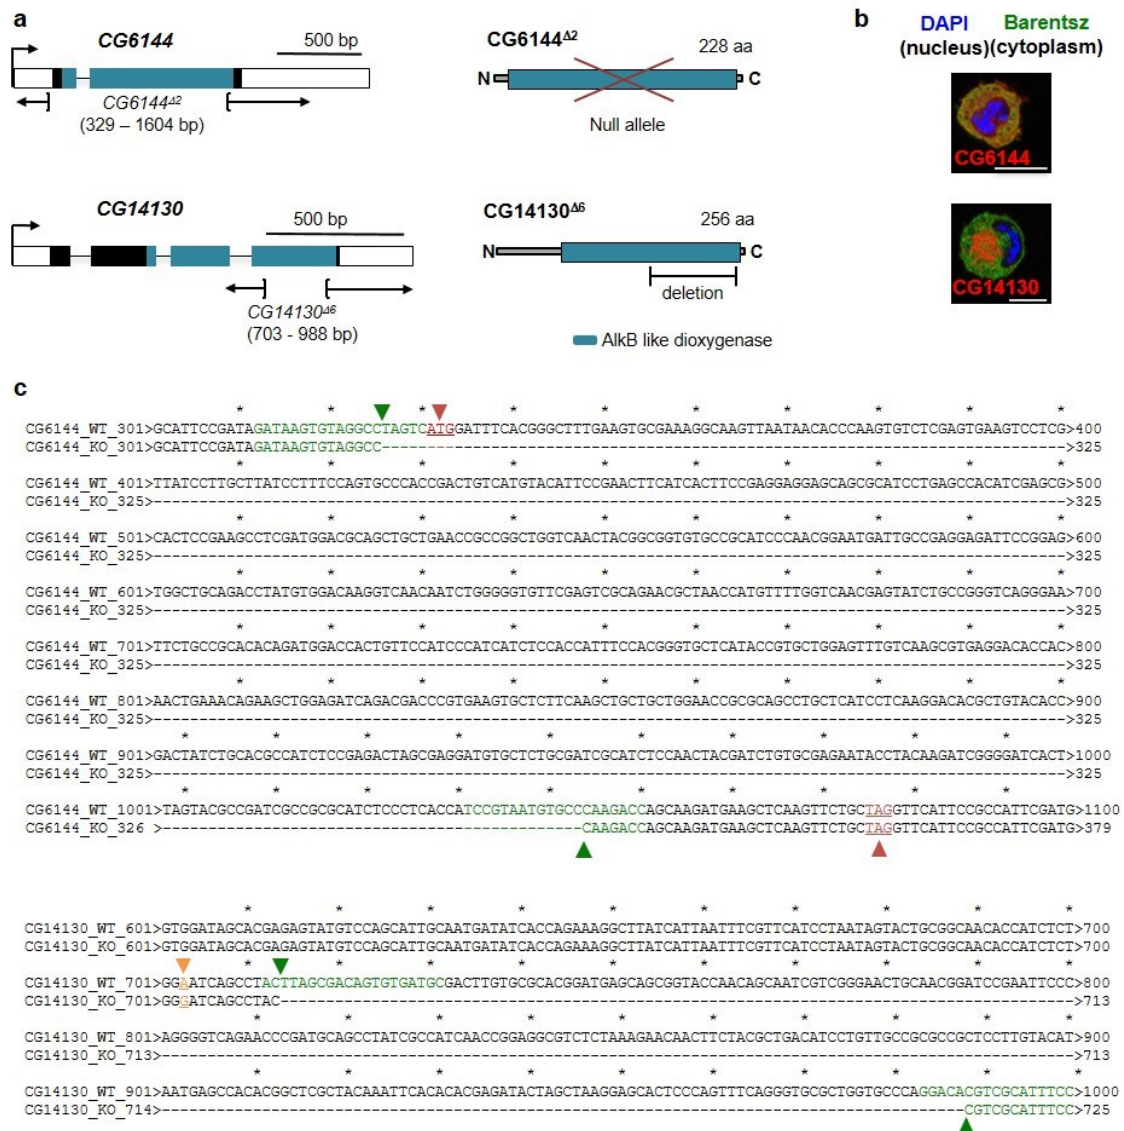 a
CG6144
500 bp
CG6144Δ2
(329 – 1604 bp)
CG6144Δ2
228 aa
N
C
Null allele
CG14130
500 bp
CG14130Δ6
(703 - 988 bp)
CG14130Δ6
256 aa
N
C
deletion
AlkB like dioxygenase
b
DAPI
(nucleus)
Barentsz
(cytoplasm)
CG6144
CG14130
c
* * * * * * * * * *
CG6144_WT_301>GCATTCCGATAGATAAGTGTAGGCCTAGTCATGGATTTCACGGGCTTTGAAGTGCGAAAGGCAAGTTAATAACACCCAAGTGTCTCGAGTGAAGTCCTCG>400
CG6144_KO_301>GCATTCCGATAGATAAGTGTAGGCC---------------------------------------------------------------------------->325
* * * * * * * * * *
CG6144_WT_401>TTATCCTTGCTTATCCTTTCCAGTGCCCACCGACTGTCATGTACATTCCGAACTTCATCACTTCCGAGGAGGAGCAGCGCATCCTGAGCCACATCGAGCG>500
CG6144_KO_325>---------------------------------------------------------------------------------------------------->325
* * * * * * * * * *
CG6144_WT_501>CACTCCGAAGCCTCGATGGACGCAGCTGCTGAACCGCCGGCTGGTCAACTACGGCGGTGTGCCGCATCCCAACGGAATGATTGCCGAGGAGATTCCGGAG>600
CG6144_KO_325>---------------------------------------------------------------------------------------------------->325
* * * * * * * * * *
CG6144_WT_601>TGGCTGCAGACCTATGTGGACAAGGTCAACAATCTGGGGGTGTTCGAGTCGCAGAACGCTAACCATGTTTTGGTCAACGAGTATCTGCCGGGTCAGGGAA>700
CG6144_KO_325>---------------------------------------------------------------------------------------------------->325
* * * * * * * * * *
CG6144_WT_701>TTCTGCCGCACACAGATGGACCACTGTTCCATCCCATCATCTCCACCATTTCCACGGGTGCTCATACCGTGCTGGAGTTTGTCAAGCGTGAGGACACCAC>800
CG6144_KO_325>---------------------------------------------------------------------------------------------------->325
* * * * * * * * * *
CG6144_WT_801>AACTGAAACAGAAGCTGGAGATCAGACGACCCGTGAAGTGCTCTTCAAGCTGCTGCTGGAACCGCGCAGCCTGCTCATCCTCAAGGACACGCTGTACACC>900
CG6144_KO_325>---------------------------------------------------------------------------------------------------->325
* * * * * * * * * *
CG6144_WT_901>GACTATCTGCACGCCATCTCCGAGACTAGCGAGGATGTGCTCTGCGATCGCATCTCCAACTACGATCTGTGCGAGAATACCTACAAGATCGGGGATCACT>1000
CG6144_KO_325>---------------------------------------------------------------------------------------------------->325
* * * * * * * * * *
CG6144_WT_1001>TAGTACGCCGATCGCCGCGCATCTCCCTCACCATCCGTAATGTGCCCAAGACCAGCAAGATGAAGCTCAAGTTCTGCTAGGTTCATTCCGCCATTCGATG>1100
CG6144_KO_326 >----------------------------------------------CAAGACCAGCAAGATGAAGCTCAAGTTCTGCTAGGTTCATTCCGCCATTCGATG>379
* * * * * * * * * *
CG14130_WT_601>GTGGATAGCACGAGAGTATGTCCAGCATTGCAATGATATCACCAGAAAGGCTTATCATTAATTTCGTTCATCCTAATAGTACTGCGGCAACACCATCTCT>700
CG14130_KO_601>GTGGATAGCACGAGAGTATGTCCAGCATTGCAATGATATCACCAGAAAGGCTTATCATTAATTTCGTTCATCCTAATAGTACTGCGGCAACACCATCTCT>700
* * * * * * * * * *
CG14130_WT_701>GGAATCAGCCTACTTAGCGACAGTGTGATGCGACTTGTGCGCACGGATGAGCAGCGGTACCAACAGCAATCGTCGGGAACTGCAACGGATCCGAATTCCC>800
CG14130_KO_701>GGGATCAGCCTAC--------------------------------------------------------------------------------------->713
* * * * * * * * * *
CG14130_WT_801>AGGGGTCAGAACCCGATGCAGCCTATCGCCATCAACCGGAGGCGTCTCTAAAGAACAACTTCTACGCTGACATCCTGTTGCCGCGCCGCTCCTTGTACAT>900
CG14130_KO_713>---------------------------------------------------------------------------------------------------->713
* * * * * * * * * *
CG14130_WT_901>AATGAGCCACACGGCTCGCTACAAATTCACACACGAGATACTAGCTAAGGAGCACTCCCAGTTTCAGGGTGCGCTGGTGCCCAGGACACGTCGCATTTCC>1000
CG14130_KO_714>----------------------------------------------------------------------------------------CGTCGCATTTCC>725